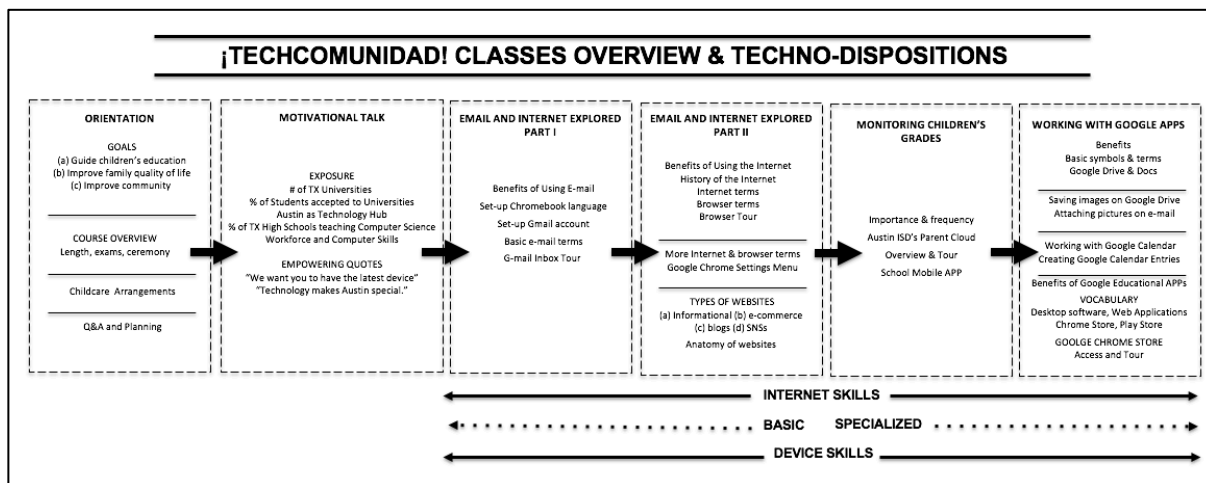 ¡TECHCOMUNIDAD! CLASSES OVERVIEW & TECHNO-DISPOSITIONS
ORIENTATION
GOALS
(a) Guide children's education
(b) Improve family quality of life
(c) Improve community
COURSE OVERVIEW
Length, exams, ceremony
Childcare Arrangements
Q&A and Planning
MOTIVATIONAL TALK
EXPOSURE
# of TX Universities
% of Students accepted to Universities
Austin as Technology Hub
% of TX High Schools teaching Computer Science
Workforce and Computer Skills
EMPOWERING QUOTES
"We want you to have the latest device"
"Technology makes Austin special."
EMAIL AND INTERNET EXPLORED
PART I
Benefits of Using E-mail
Set-up Chromebook language
Set-up Gmail account
Basic e-mail terms
G-mail Inbox Tour
EMAIL AND INTERNET EXPLORED
PART II
Benefits of Using the Internet
History of the Internet
Internet terms
Browser terms
Browser Tour
More Internet & browser terms
Google Chrome Settings Menu
TYPES OF WEBSITES
(a) Informational (b) e-commerce
(c) blogs (d) SNSs
Anatomy of websites
MONITORING CHILDREN'S
GRADES
Importance & frequency
Austin ISD's Parent Cloud
Overview & Tour
School Mobile APP
WORKING WITH GOOGLE APPS
Benefits
Basic symbols & terms
Google Drive & Docs
Saving images on Google Drive
Attaching pictures on e-mail
Working with Google Calendar
Creating Google Calendar Entries
Benefits of Google Educational APPs
VOCABULARY
Desktop software, Web Applications
Chrome Store, Play Store
GOOLGE CHROME STORE
Access and Tour
INTERNET SKILLS
BASIC SPECIALIZED
DEVICE SKILLS